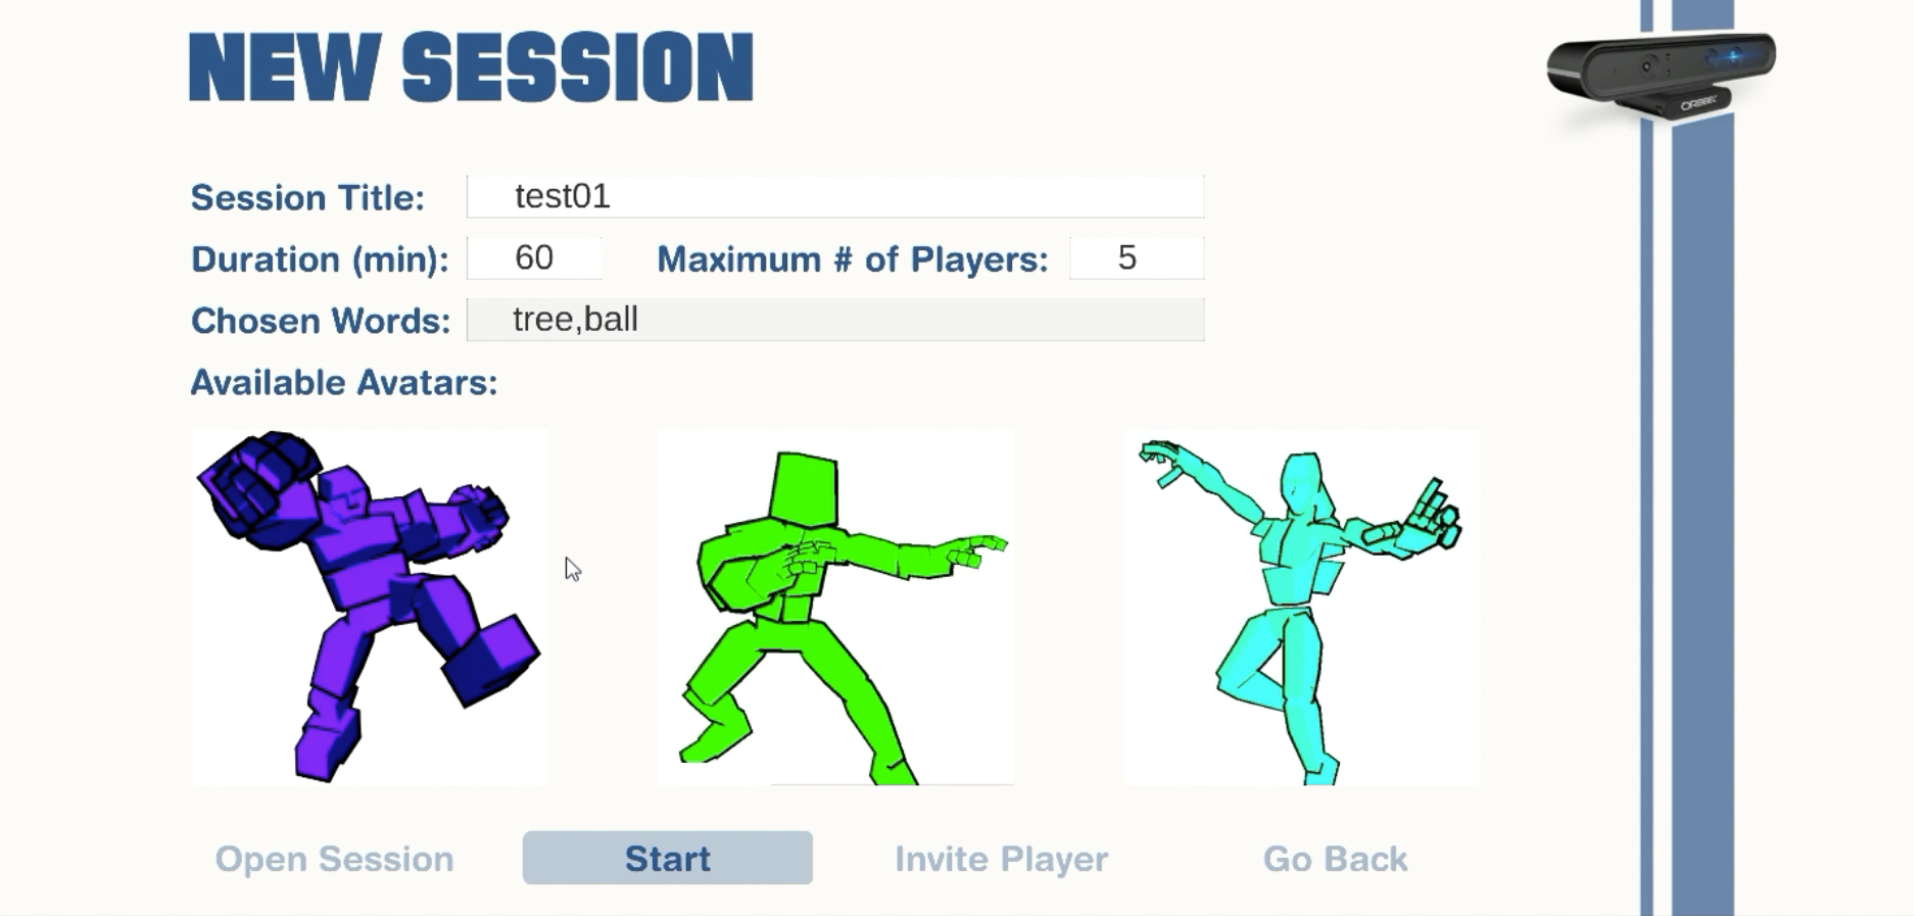 NEW SESSION
ORBBEC
Session Title: test01
Duration (min): 60 Maximum # of Players: 5
Chosen Words: tree,ball
Available Avatars:
Open Session Start Invite Player Go Back